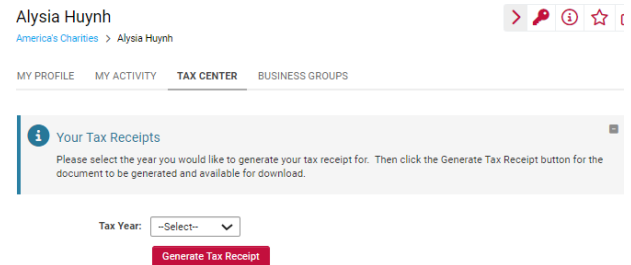 Alysia Huynh
America's Charities > Alysia Huynh
MY PROFILE MY ACTIVITY TAX CENTER BUSINESS GROUPS
Your Tax Receipts
Please select the year you would like to generate your tax receipt for. Then click the Generate Tax Receipt button for the
document to be generated and available for download.
Tax Year: --Select--
Generate Tax Receipt